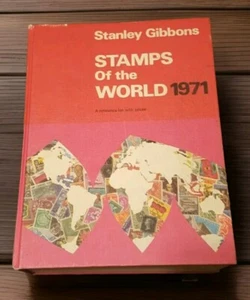 Stanley Gibbons
STAMPS
Of the
WORLD 1971